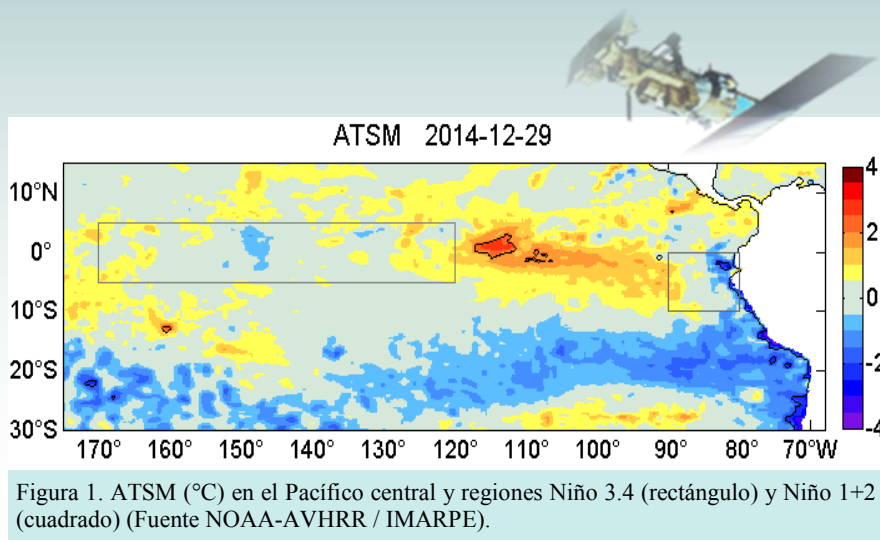 ATSM 2014-12-29
10°N
0°
10°S
20°S
30°S
170° 160° 150° 140° 130° 120° 110° 100° 90° 80° 70°W
4
2
0
-2
-4
Figura 1. ATSM (°C) en el Pacífico central y regiones Niño 3.4 (rectángulo) y Niño 1+2
(cuadrado) (Fuente NOAA-AVHRR / IMARPE).